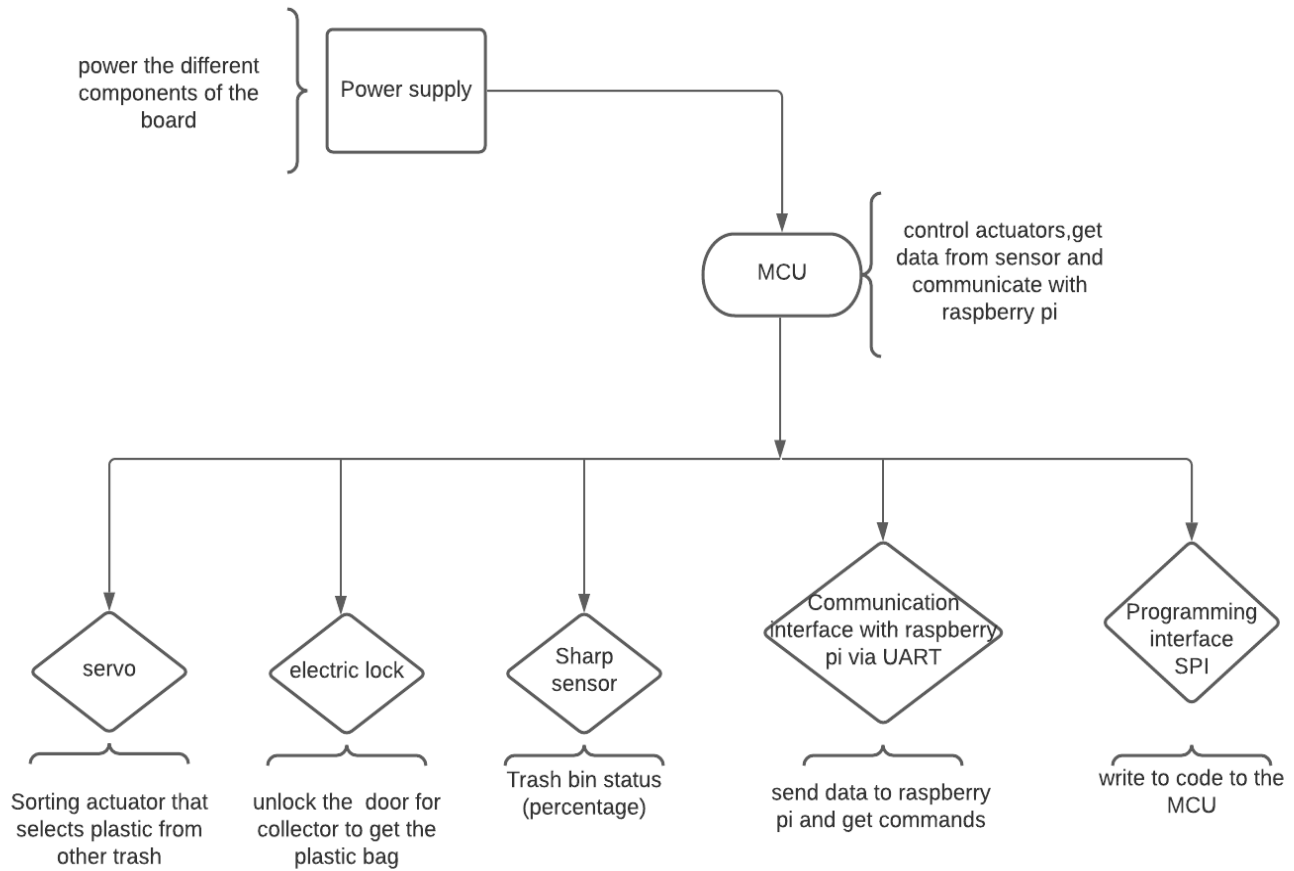 power the different
components of the
board
Power supply
MCU
control actuators,get
data from sensor and
communicate with
raspberry pi
servo
electric lock
Sharp
sensor
Communication
interface with raspberry
pi via UART
Programming
interface
SPI
Sorting actuator that
selects plastic from
other trash
unlock the  door for
collector to get the
plastic bag
Trash bin status
(percentage)
send data to raspberry
pi and get commands
write to code to the
MCU